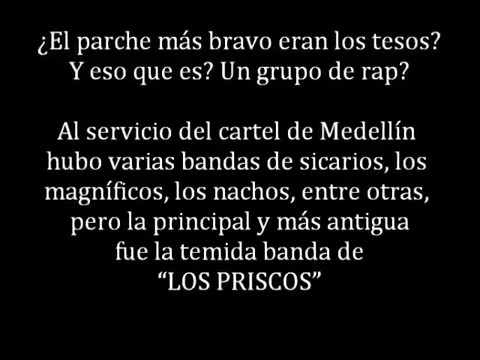 ¿El parche más bravo eran los tesos?
Y eso que es? Un grupo de rap?
Al servicio del cartel de Medellín
hubo varias bandas de sicarios, los
magníficos, los nachos, entre otras,
pero la principal y más antigua
fue la temida banda de
“LOS PRISCOS”